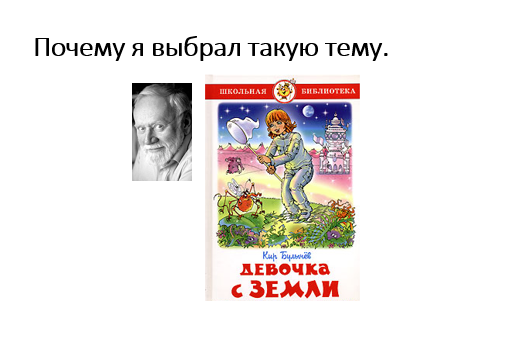 Почему я выбрал такую тему.
ШКОЛЬНАЯ БИБЛИОТЕКА
Кир Булычёв
ДЕВОЧКА
С ЗЕМЛИ